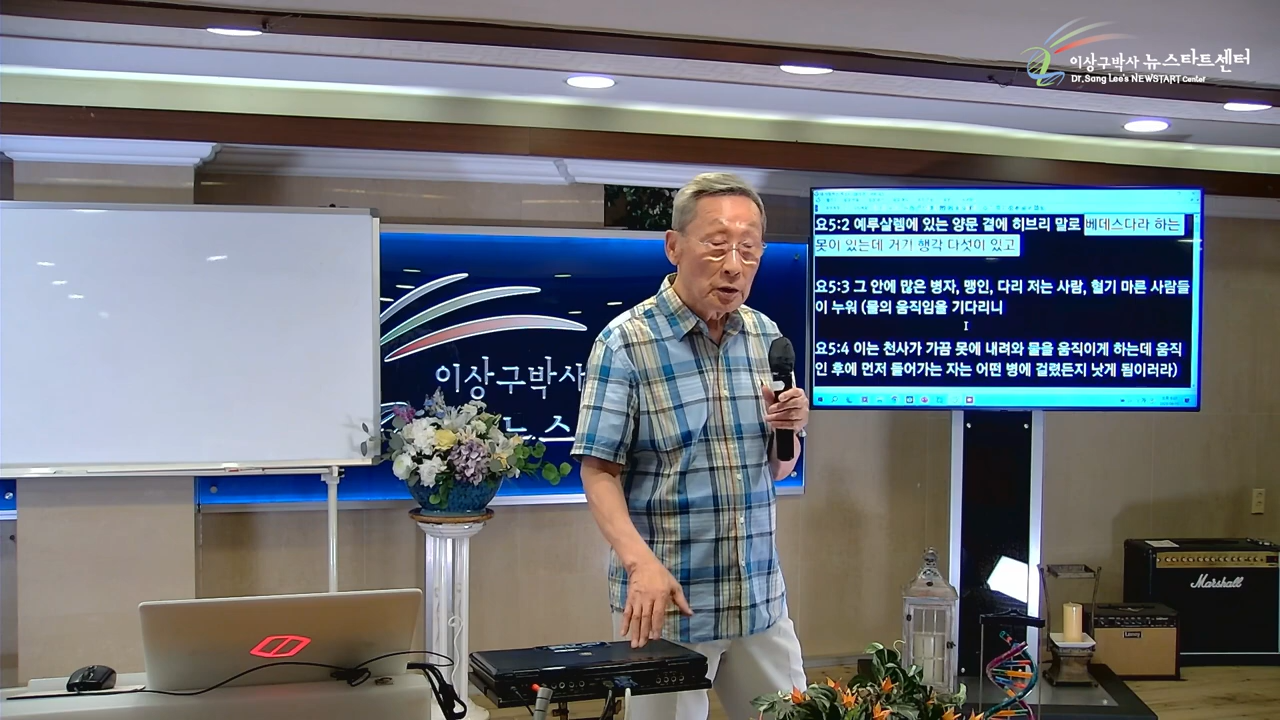 이상구박사 뉴스타트센터
Dr. Sang Lee's NEWSTART Center
요5:2 예루살렘에 있는 양문 곁에 히브리 말로 베데스다라 하는
못이 있는데 거기 행각 다섯이 있고
요5:3 그 안에 많은 병자, 맹인, 다리 저는 사람, 혈기 마른 사람들
이 누워 (물의 움직임을 기다리니
요5:4 이는 천사가 가끔 못에 내려와 물을 움직이게 하는데 움직
인 후에 먼저 들어가는 자는 어떤 병에 걸렸든지 낫게 됨이러라)
이상구박사
뉴스
Marshall
Laney